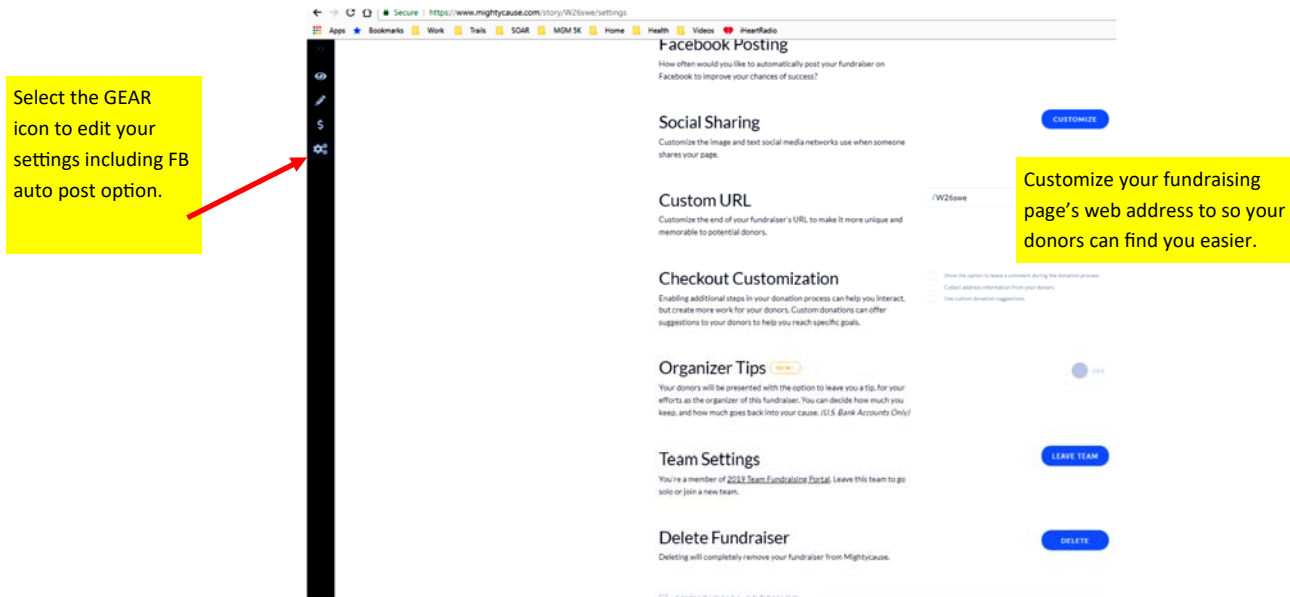 Secure | https://www.mightycause.com/story/W26swe/settings
Apps Bookmarks Work Trails SOAR MGM 5K Home Health Videos iHeartRadio
Select the GEAR
icon to edit your
settings including FB
auto post option.
Facebook Posting
How often would you like to automatically post your fundraiser on
Facebook to improve your chances of success?
Social Sharing
CUSTOMIZE
Customize the image and text social media networks use when someone
shares your page.
Custom URL
/W26swe
Customize the end of your fundraiser's URL to make it more unique and
memorable to potential donors.
Customize your fundraising
page's web address to so your
donors can find you easier.
Checkout Customization
Enabling additional steps in your donation process can help you interact,
but create more work for your donors. Custom donations can offer
suggestions to your donors to help you reach specific goals.
Show the option to leave a comment during the donation process.
Collect address information from your donors.
Use custom donation suggestions.
Organizer Tips NEW!
OFF
Your donors will be presented with the option to leave you a tip, for your
efforts as the organizer of this fundraiser. You can decide how much you
keep, and how much goes back into your cause. (U.S. Bank Accounts Only)
Team Settings
LEAVE TEAM
You're a member of 2019 Team Fundraising Portal. Leave this team to go
solo or join a new team.
Delete Fundraiser
DELETE
Deleting will completely remove your fundraiser from Mightycause.